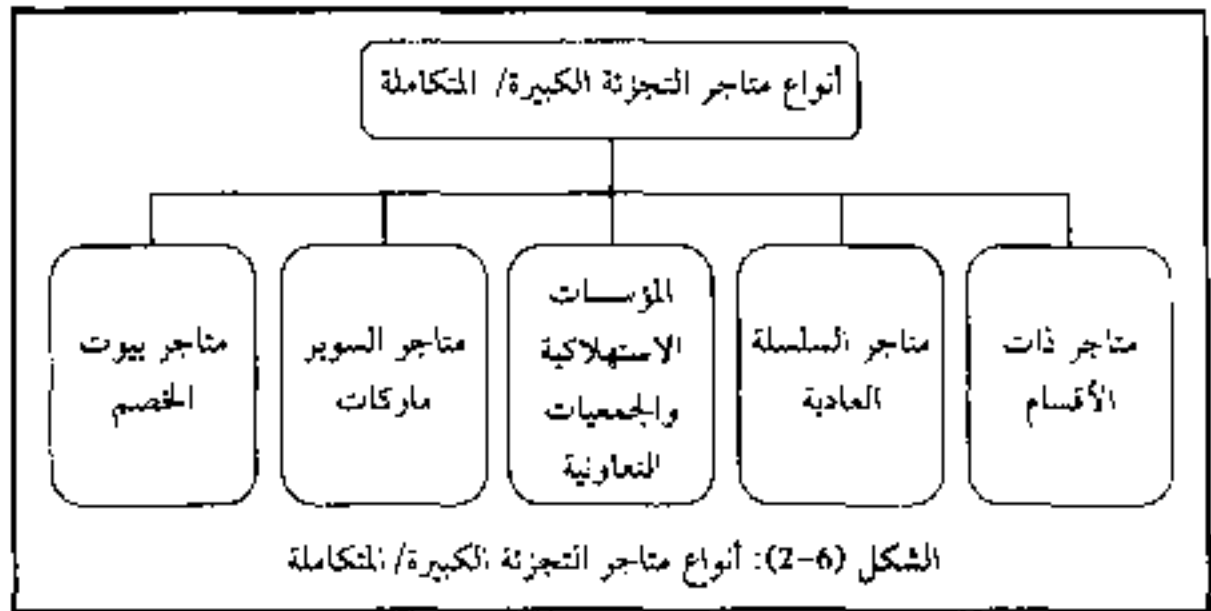 أنواع متاجر التجزئة الكبيرة/ المتكاملة
متاجر ذات
الأقسام
متاجر السلسلة
العادية
المؤسسات
الاستهلاكية
والجمعيات
التعاونية
متاجر السوبر
ماركات
متاجر بيوت
الخصم
الشكل (6-2): أنواع متاجر التجزئة الكبيرة/ المتكاملة